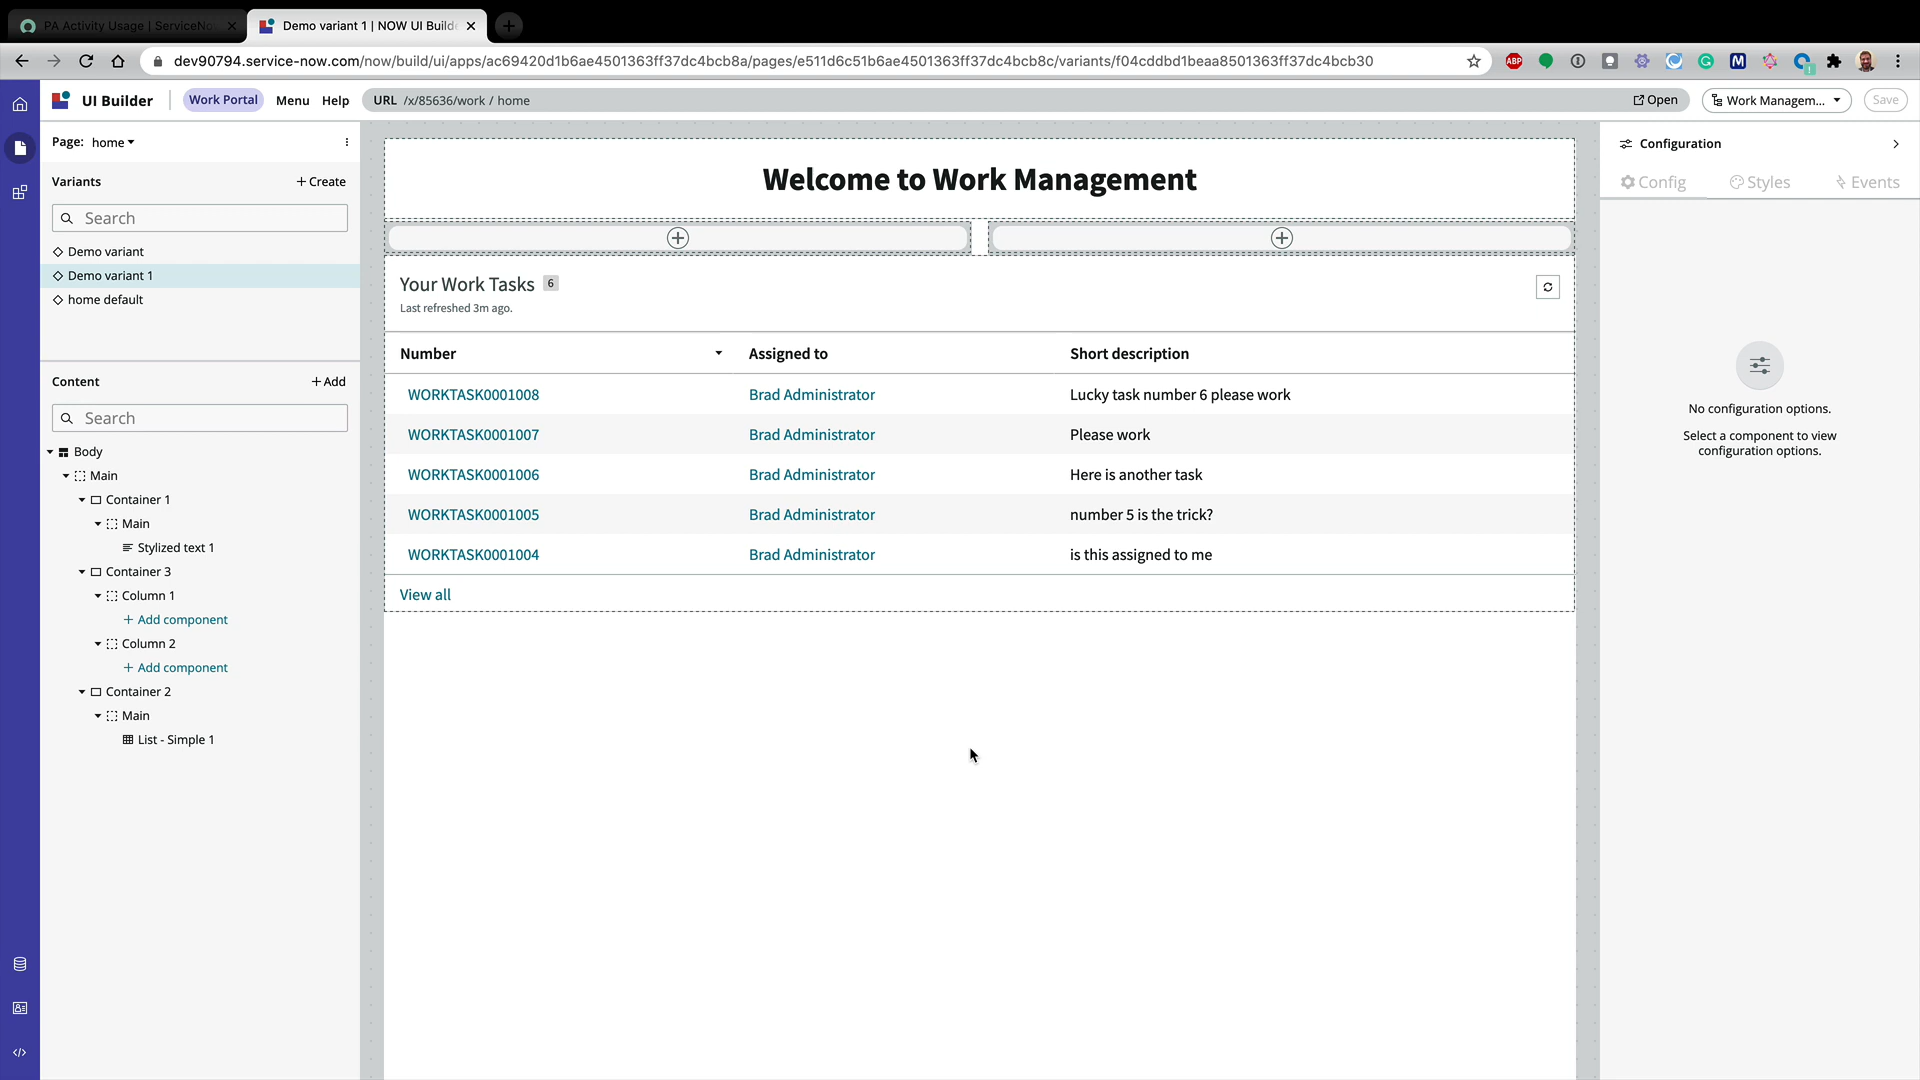 PA Activity Usage | ServiceNo
Demo variant 1 | NOW UI Builde
dev90794.service-now.com/now/build/ui/apps/ac69420d1b6ae4501363ff37dc4bcb8a/pages/e511d6c51b6ae4501363ff37dc4bcb8c/variants/f04cddbd1beaa8501363ff37dc4bcb30
ABP
M
1
UI Builder
Work Portal
Menu
Help
URL /x/85636/work / home
Open
Work Managem...
Save
Page: home
Variants
+ Create
Search
Demo variant
Demo variant 1
home default
Content
+ Add
Search
Body
Main
Container 1
Main
Stylized text 1
Container 3
Column 1
+ Add component
Column 2
+ Add component
Container 2
Main
List - Simple 1
Welcome to Work Management
Your Work Tasks 6
Last refreshed 3m ago.
Number Assigned to Short description
WORKTASK0001008 Brad Administrator Lucky task number 6 please work
WORKTASK0001007 Brad Administrator Please work
WORKTASK0001006 Brad Administrator Here is another task
WORKTASK0001005 Brad Administrator number 5 is the trick?
WORKTASK0001004 Brad Administrator is this assigned to me
View all
Configuration
Config
Styles
Events
No configuration options.
Select a component to view
configuration options.